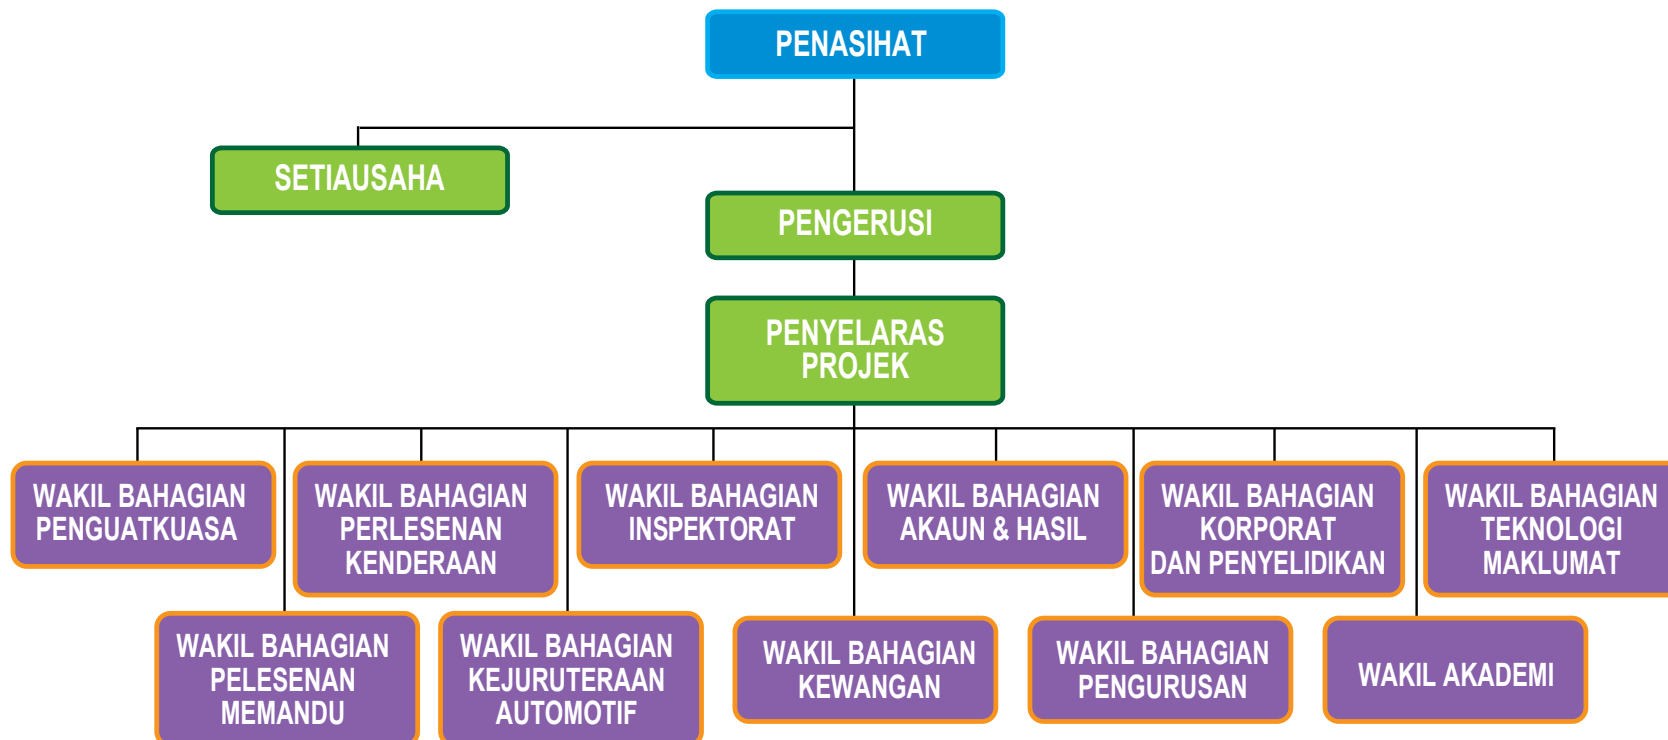 PENASIHAT
SETIAUSAHA
PENGERUSI
PENYELARAS
PROJEK
WAKIL BAHAGIAN
PENGUATKUASA
WAKIL BAHAGIAN
PERLESENAN
KENDERAAN
WAKIL BAHAGIAN
INSPEKTORAT
WAKIL BAHAGIAN
AKAUN & HASIL
WAKIL BAHAGIAN
KORPORAT
DAN PENYELIDIKAN
WAKIL BAHAGIAN
TEKNOLOGI
MAKLUMAT
WAKIL BAHAGIAN
PELESENAN
MEMANDU
WAKIL BAHAGIAN
KEJURUTERAAN
AUTOMOTIF
WAKIL BAHAGIAN
KEWANGAN
WAKIL BAHAGIAN
PENGURUSAN
WAKIL AKADEMI